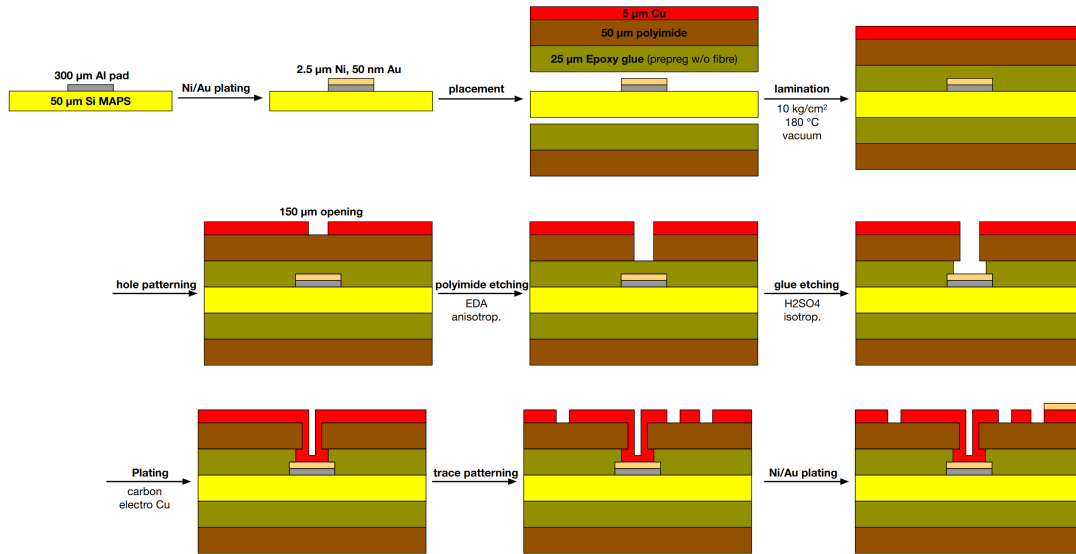 5 µm Cu
50 µm polyimide
25 µm Epoxy glue (prepreg w/o fibre)
300 µm Al pad
50 µm Si MAPS
Ni/Au plating
2.5 µm Ni, 50 nm Au
placement
lamination
10 kg/cm²
180 °C
vacuum
150 µm opening
hole patterning
polyimide etching
EDA
anisotrop.
glue etching
H2SO4
isotrop.
Plating
carbon
electro Cu
trace patterning
Ni/Au plating